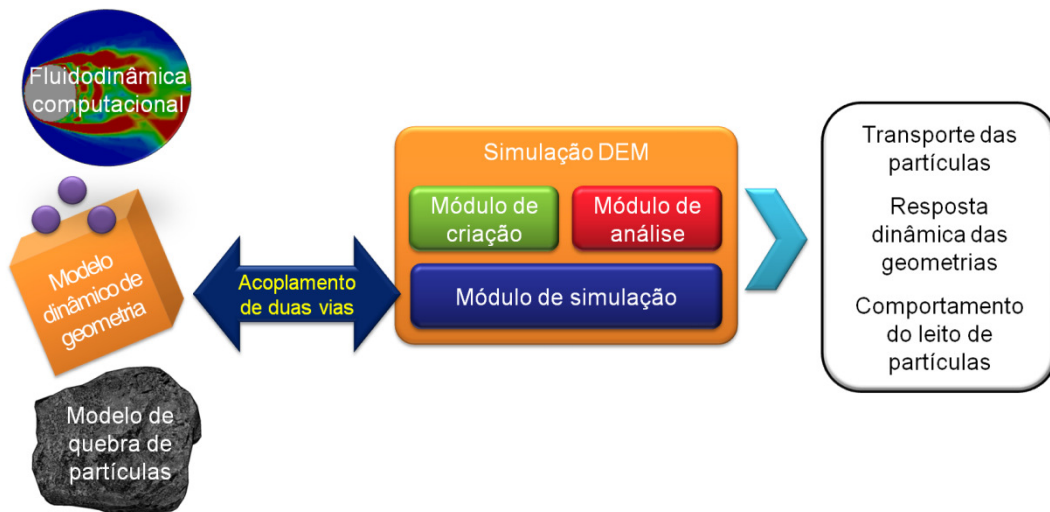 Fluidodinâmica
computacional
Modelo
dinâmico de
geometria
Modelo de
quebra de
partículas
Acoplamento
de duas vias
Simulação DEM
Módulo de
criação
Módulo de
análise
Módulo de simulação
Transporte das
partículas
Resposta
dinâmica das
geometrias
Comportamento
do leito de
partículas